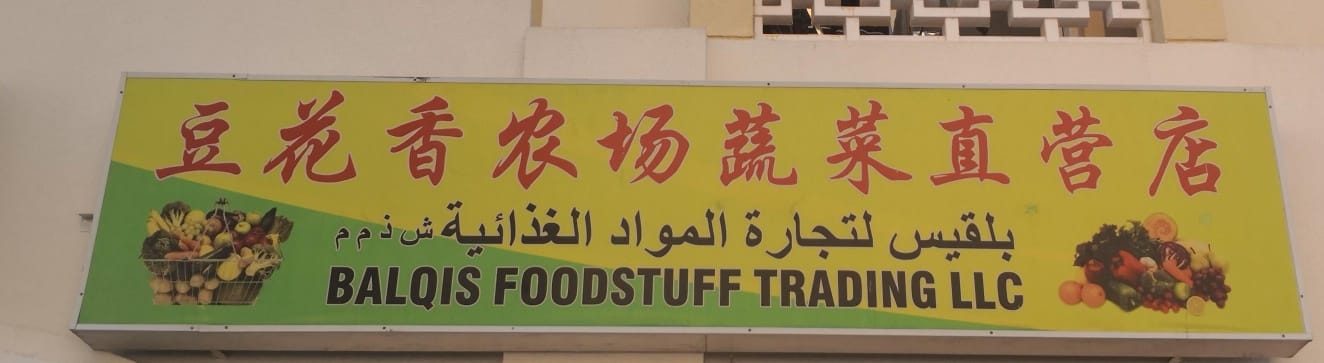 豆花香农场蔬菜直营店
بلقيس لتجارة المواد الغذائية ش ذ م م
BALQIS FOODSTUFF TRADING LLC